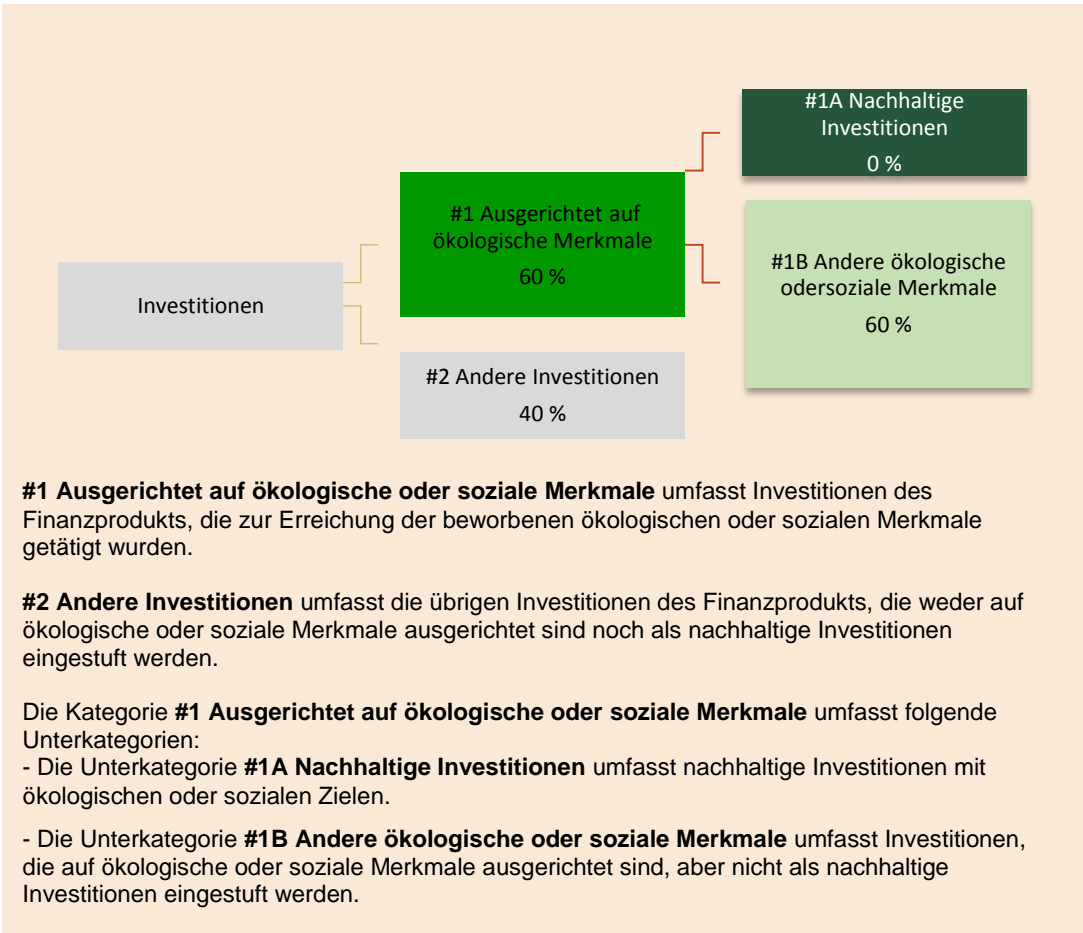 #1A Nachhaltige
Investitionen
0 %
#1 Ausgerichtet auf
ökologische Merkmale
60 %
#1B Andere ökologische
odersoziale Merkmale
60 %
Investitionen
#2 Andere Investitionen
40 %
#1 Ausgerichtet auf ökologische oder soziale Merkmale umfasst Investitionen des
Finanzprodukts, die zur Erreichung der beworbenen ökologischen oder sozialen Merkmale
getätigt wurden.
#2 Andere Investitionen umfasst die übrigen Investitionen des Finanzprodukts, die weder auf
ökologische oder soziale Merkmale ausgerichtet sind noch als nachhaltige Investitionen
eingestuft werden.
Die Kategorie #1 Ausgerichtet auf ökologische oder soziale Merkmale umfasst folgende
Unterkategorien:
- Die Unterkategorie #1A Nachhaltige Investitionen umfasst nachhaltige Investitionen mit
ökologischen oder sozialen Zielen.
- Die Unterkategorie #1B Andere ökologische oder soziale Merkmale umfasst Investitionen,
die auf ökologische oder soziale Merkmale ausgerichtet sind, aber nicht als nachhaltige
Investitionen eingestuft werden.